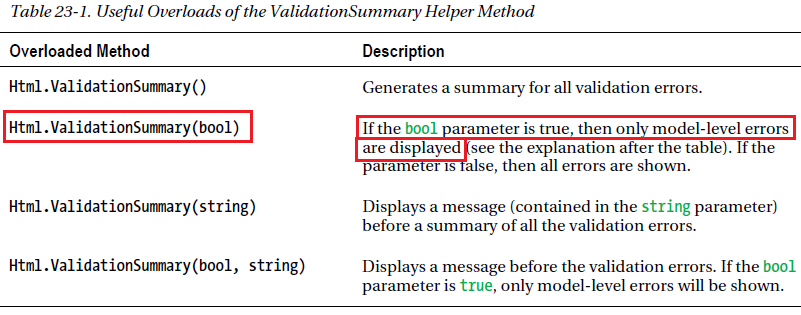 Table 23-1. Useful Overloads of the ValidationSummary Helper Method
Overloaded Method Description
Html.ValidationSummary() Generates a summary for all validation errors.
Html.ValidationSummary(bool) If the bool parameter is true, then only model-level errors
are displayed (see the explanation after the table). If the
parameter is false, then all errors are shown.
Html.ValidationSummary(string) Displays a message (contained in the string parameter)
before a summary of all the validation errors.
Html.ValidationSummary(bool, string) Displays a message before the validation errors. If the bool
parameter is true, only model-level errors will be shown.